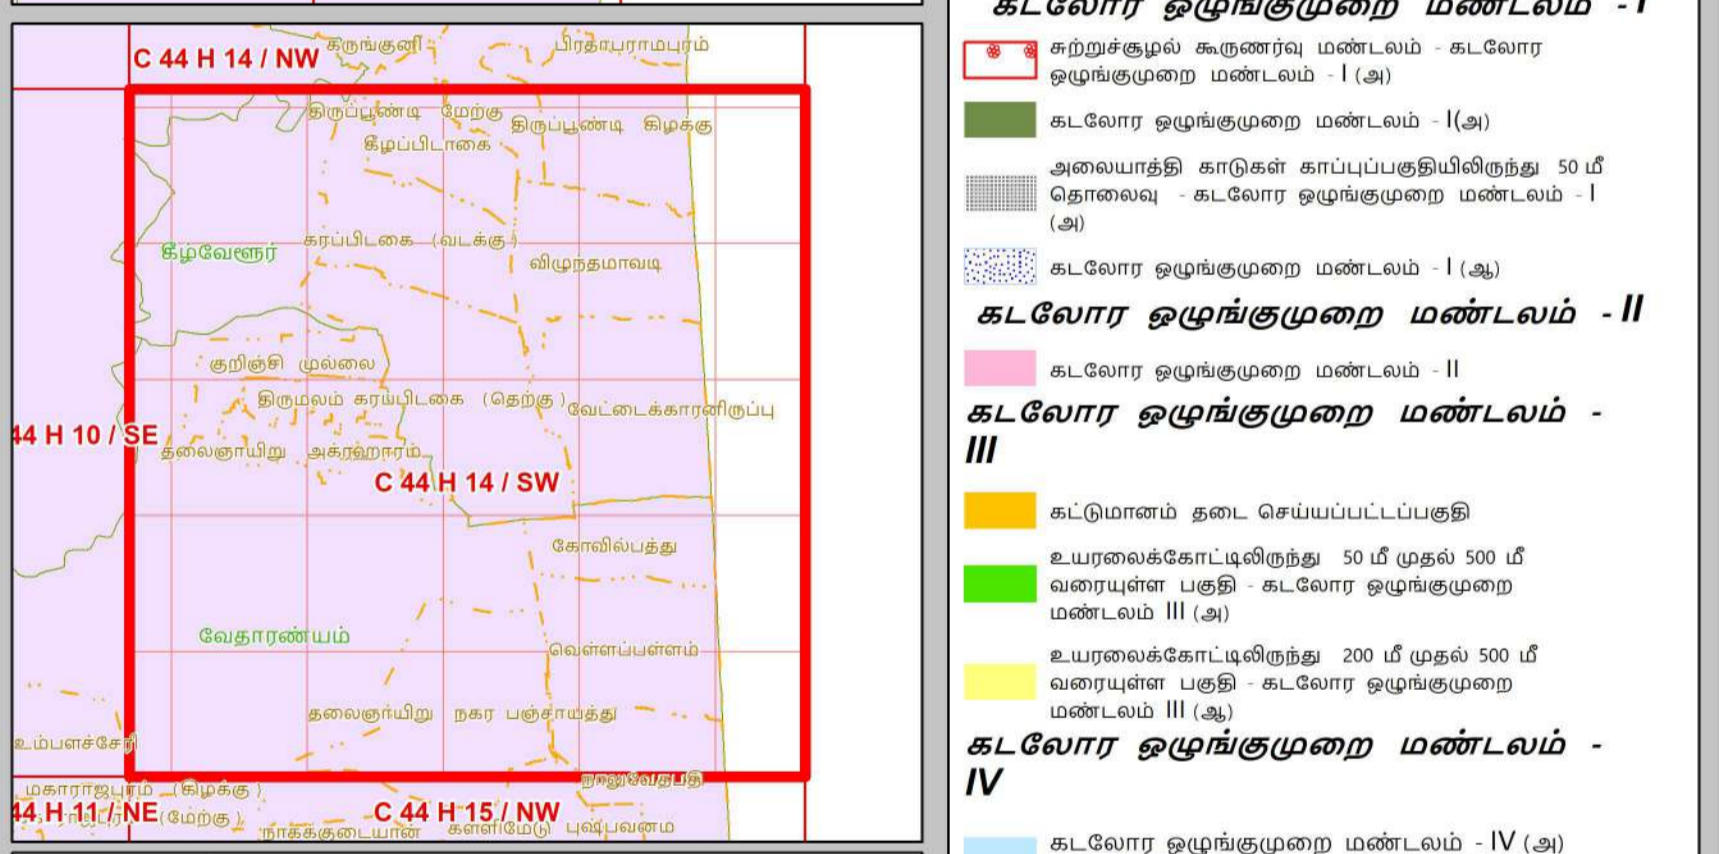 கருங்குனி
பிரதாபராமபுரம்
C 44 H 14 / NW
திருப்பூண்டி மேற்கு
திருப்பூண்டி கிழக்கு
கீழப்பிடாகை
கரப்பிடகை (வடக்கு)
கீழ்வேளூர்
விழுந்தமாவடி
குறிஞ்சி முல்லை
திருமலம் கரப்பிடகை (தெற்கு)
வேட்டைக்காரனிருப்பு
44 H 10 / SE
தலைஞாயிறு அக்ரஹாரம்
C 44 H 14 / SW
கோவில்பத்து
வேதாரண்யம்
வெள்ளப்பள்ளம்
தலைஞாயிறு நகர பஞ்சாயத்து
உம்பளச்சேரி
நாலுவேதபதி
மகாராஜபுரம் (கிழக்கு)
44 H 11 / NE
(மேற்கு)
C 44 H 15 / NW
நாகக்குடையான்
கள்ளிமேடு
புஷ்பவனம்
கடலோர ஒழுங்குமுறை மண்டலம் - I
சுற்றுச்சூழல் கூருணர்வு மண்டலம் - கடலோர
ஒழுங்குமுறை மண்டலம் - I (அ)
கடலோர ஒழுங்குமுறை மண்டலம் - I(அ)
அலையாத்தி காடுகள் காப்புப்பகுதியிலிருந்து 50 மீ
தொலைவு - கடலோர ஒழுங்குமுறை மண்டலம் - I
(அ)
கடலோர ஒழுங்குமுறை மண்டலம் - I (ஆ)
கடலோர ஒழுங்குமுறை மண்டலம் - II
கடலோர ஒழுங்குமுறை மண்டலம் - II
கடலோர ஒழுங்குமுறை மண்டலம் -
III
கட்டுமானம் தடை செய்யப்பட்டப்பகுதி
உயரலைக்கோட்டிலிருந்து 50 மீ முதல் 500 மீ
வரையுள்ள பகுதி - கடலோர ஒழுங்குமுறை
மண்டலம் III (அ)
உயரலைக்கோட்டிலிருந்து 200 மீ முதல் 500 மீ
வரையுள்ள பகுதி - கடலோர ஒழுங்குமுறை
மண்டலம் III (ஆ)
கடலோர ஒழுங்குமுறை மண்டலம் -
IV
கடலோர ஒழுங்குமுறை மண்டலம் - IV (அ)